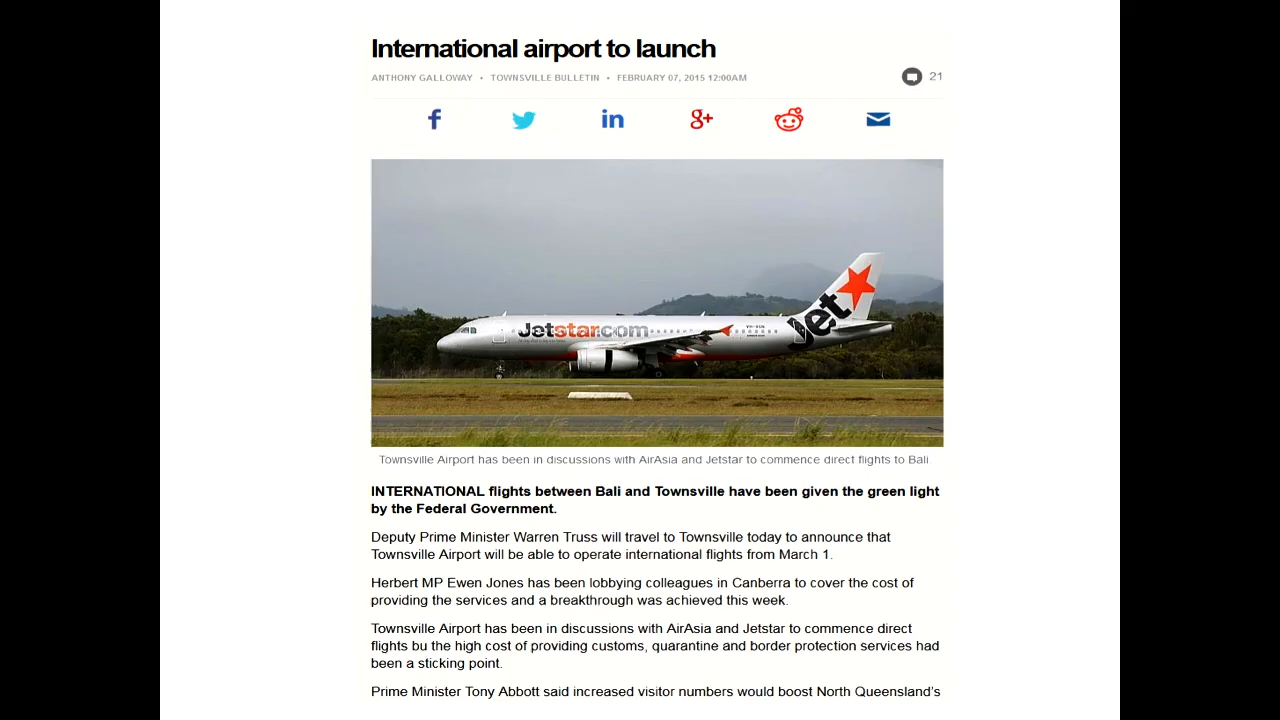 International airport to launch
ANTHONY GALLOWAY • TOWNSVILLE BULLETIN • FEBRUARY 07, 2015 12:00AM
21
f in g+
Jetstar.com
Jet
Townsville Airport has been in discussions with AirAsia and Jetstar to commence direct flights to Bali.
INTERNATIONAL flights between Bali and Townsville have been given the green light
by the Federal Government.
Deputy Prime Minister Warren Truss will travel to Townsville today to announce that
Townsville Airport will be able to operate international flights from March 1.
Herbert MP Ewen Jones has been lobbying colleagues in Canberra to cover the cost of
providing the services and a breakthrough was achieved this week.
Townsville Airport has been in discussions with AirAsia and Jetstar to commence direct
flights bu the high cost of providing customs, quarantine and border protection services had
been a sticking point.
Prime Minister Tony Abbott said increased visitor numbers would boost North Queensland's